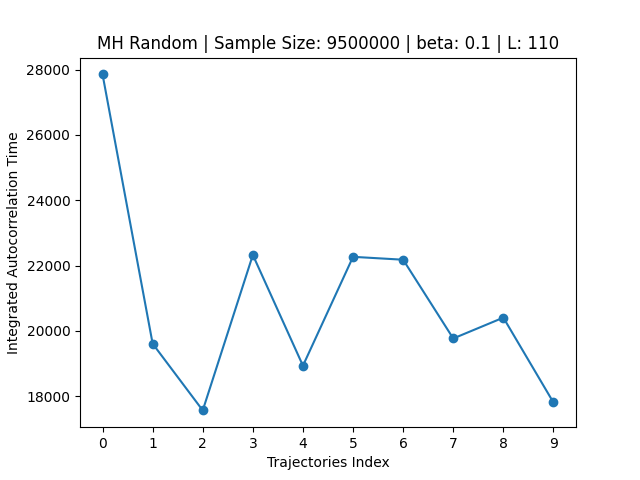 MH Random | Sample Size: 9500000 | beta: 0.1 | L: 110
Integrated Autocorrelation Time
28000
26000
24000
22000
20000
18000
0 1 2 3 4 5 6 7 8 9
Trajectories Index